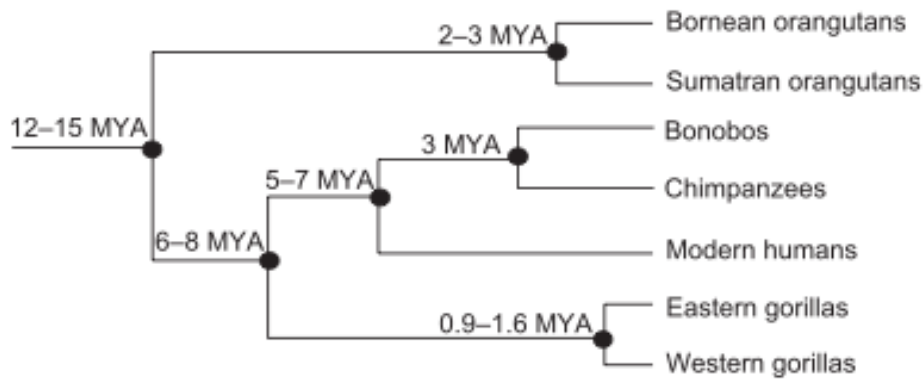 Bornean orangutans
2–3 MYA
Sumatran orangutans
12–15 MYA
Bonobos
3 MYA
Chimpanzees
5–7 MYA
6–8 MYA
Modern humans
Eastern gorillas
0.9–1.6 MYA
Western gorillas